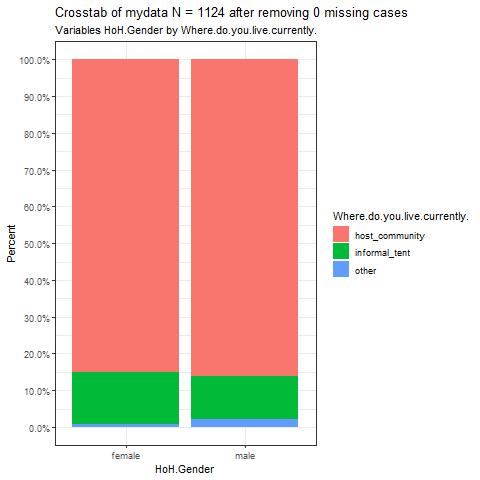 Crosstab of mydata N = 1124 after removing 0 missing cases
Variables HoH.Gender by Where.do.you.live.currently.
100.0%
90.0%
80.0%
70.0%
60.0%
50.0%
40.0%
30.0%
20.0%
10.0%
0.0%
Percent
female
male
HoH.Gender
Where.do.you.live.currently.
host_community
informal_tent
other